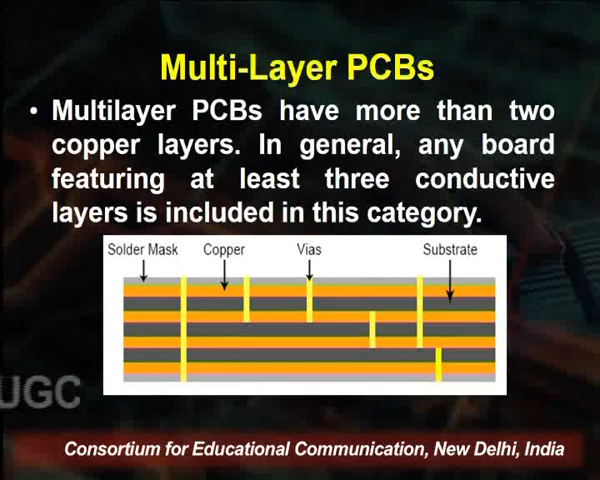 Multi-Layer PCBs
• Multilayer PCBs have more than two
copper layers. In general, any board
featuring at least three conductive
layers is included in this category.
Solder Mask Copper Vias Substrate
UGC
Consortium for Educational Communication, New Delhi, India